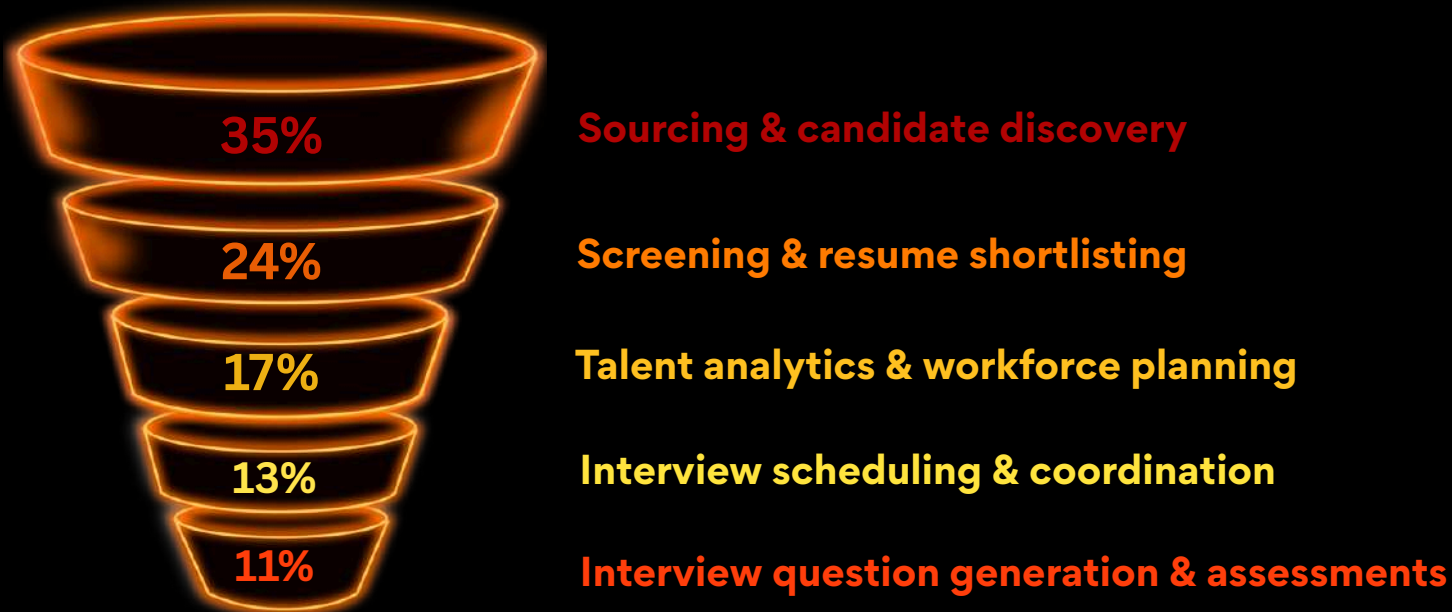 35%
Sourcing & candidate discovery
24%
Screening & resume shortlisting
17%
Talent analytics & workforce planning
13%
Interview scheduling & coordination
11%
Interview question generation & assessments